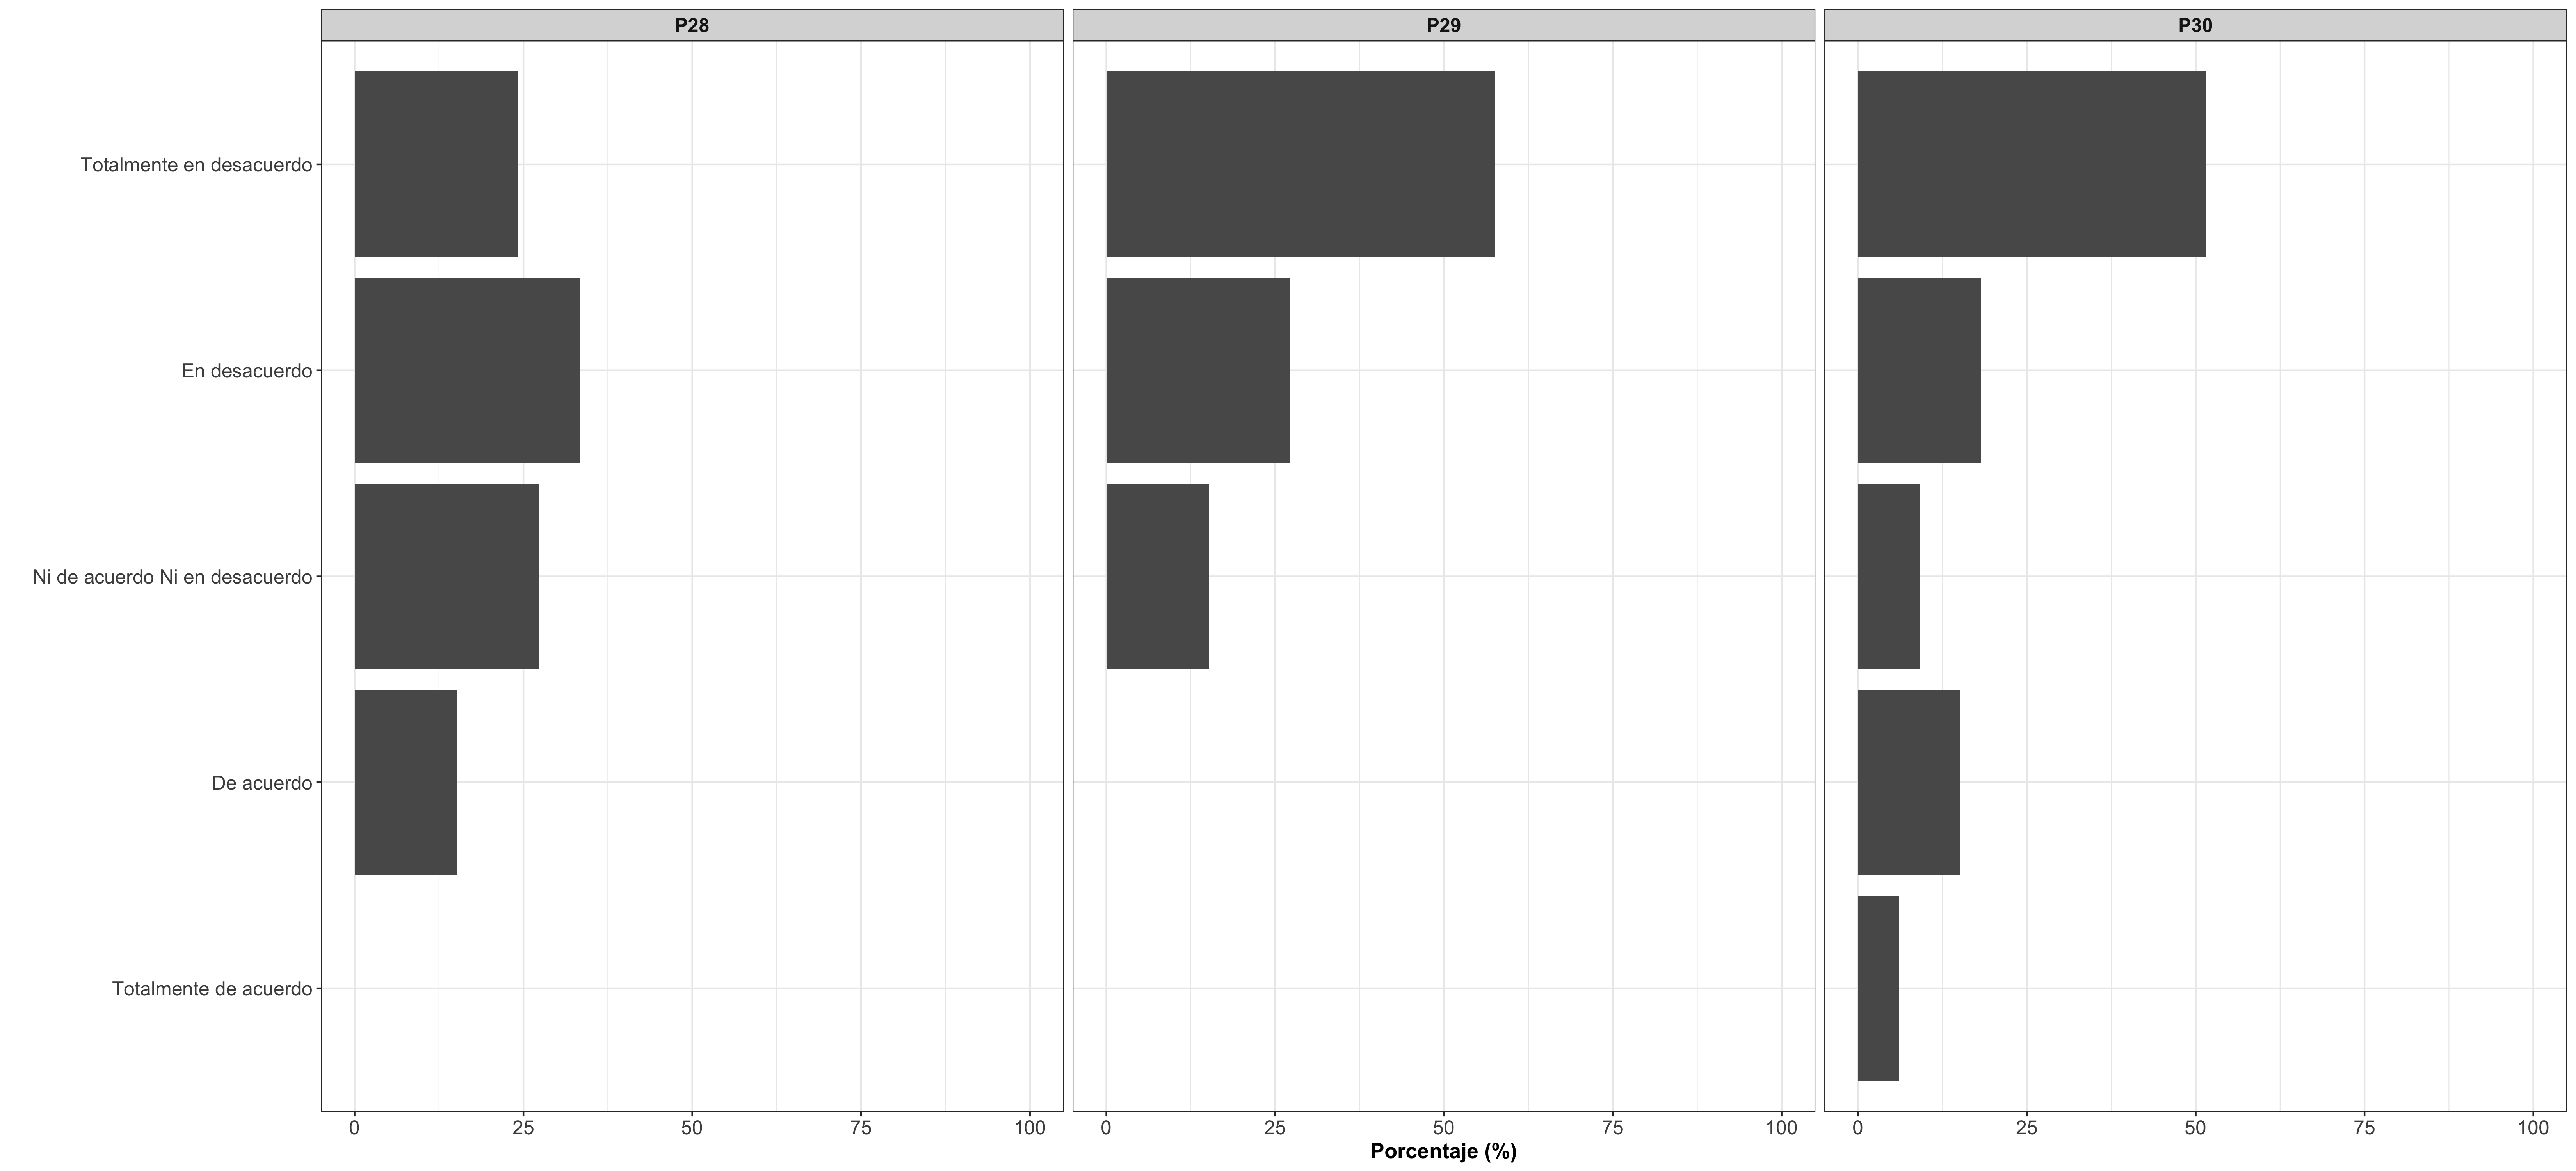 P28 P29 P30
Totalmente en desacuerdo
En desacuerdo
Ni de acuerdo Ni en desacuerdo
De acuerdo
Totalmente de acuerdo
0 25 50 75 100 0 25 50 75 100 0 25 50 75 100
Porcentaje (%)